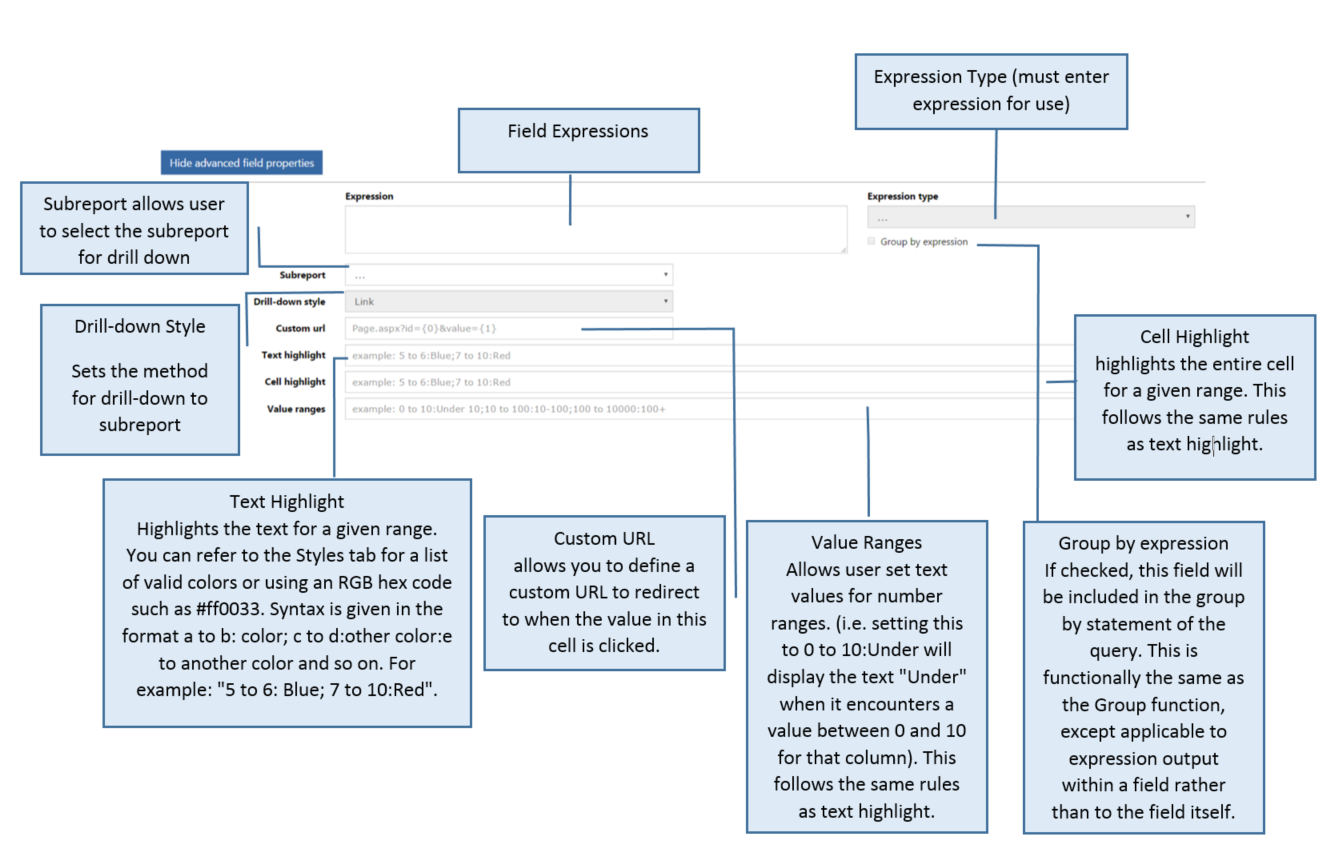 Expression Type (must enter
expression for use)
Field Expressions
Hide advanced field properties
Subreport allows user
to select the subreport
for drill down
Expression
Expression type
...
Group by expression
Subreport
...
Drill-down style
Link
Custom url
Page.aspx?id={0}&value={1}
Text highlight
example: 5 to 6:Blue;7 to 10:Red
Cell highlight
example: 5 to 6:Blue;7 to 10:Red
Value ranges
example: 0 to 10:Under 10;10 to 100:10-100;100 to 10000:100+
Drill-down Style
Sets the method
for drill-down to
subreport
Cell Highlight
highlights the entire cell
for a given range. This
follows the same rules
as text highlight.
Text Highlight
Highlights the text for a given range.
You can refer to the Styles tab for a list
of valid colors or using an RGB hex code
such as #ff0033. Syntax is given in the
format a to b: color; c to d:other color:e
to another color and so on. For
example: "5 to 6: Blue; 7 to 10:Red".
Custom URL
allows you to define a
custom URL to redirect
to when the value in this
cell is clicked.
Value Ranges
Allows user set text
values for number
ranges. (i.e. setting this
to 0 to 10:Under will
display the text "Under"
when it encounters a
value between 0 and 10
for that column). This
follows the same rules
as text highlight.
Group by expression
If checked, this field will
be included in the group
by statement of the
query. This is
functionally the same as
the Group function,
except applicable to
expression output
within a field rather
than to the field itself.